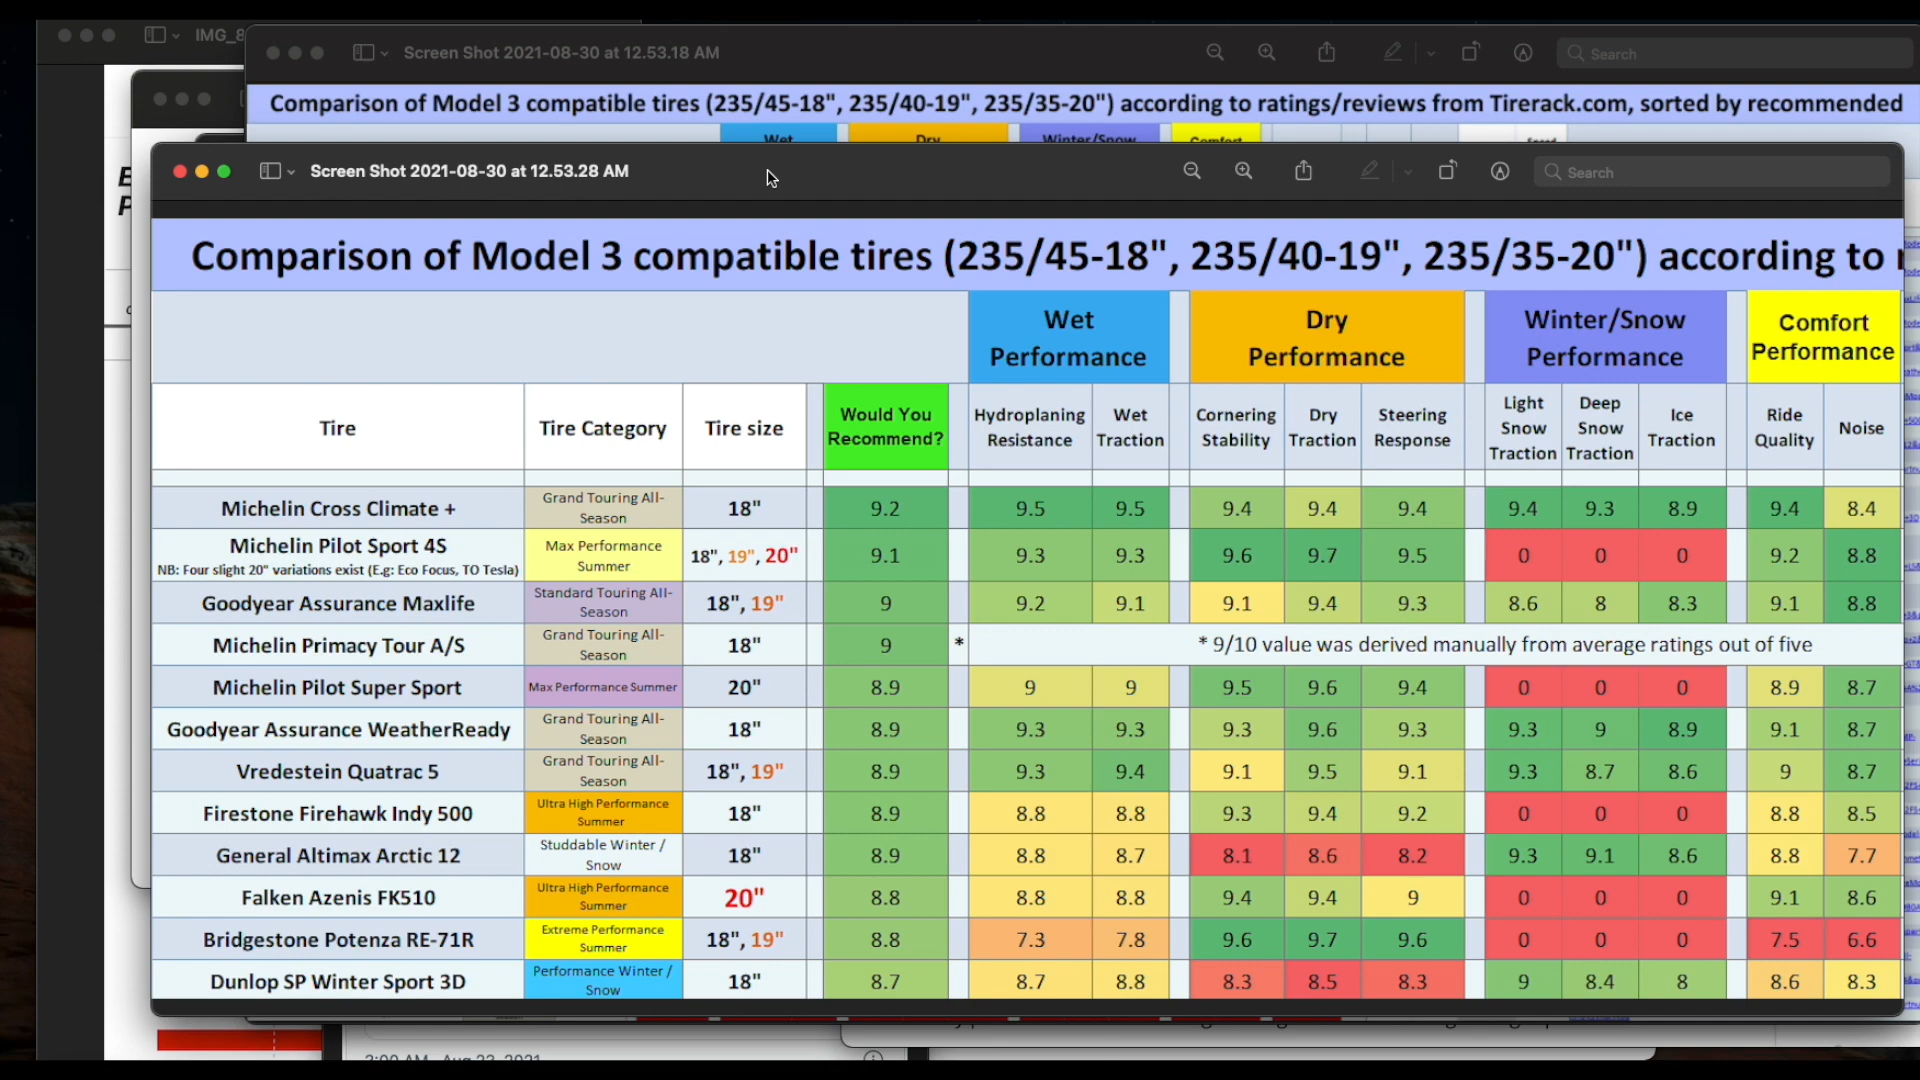 IMG_8
Screen Shot 2021-08-30 at 12.53.18 AM
Search
Comparison of Model 3 compatible tires (235/45-18", 235/40-19", 235/35-20") according to ratings/reviews from Tirerack.com, sorted by recommended
Wet Dry Winter/Snow Comfort
Screen Shot 2021-08-30 at 12.53.28 AM
Search
Comparison of Model 3 compatible tires (235/45-18", 235/40-19", 235/35-20") according to
Wet Performance Dry Performance Winter/Snow Performance Comfort Performance
Tire Tire Category Tire size Would You Recommend? Hydroplaning Resistance Wet Traction Cornering Stability Dry Traction Steering Response Light Snow Traction Deep Snow Traction Ice Traction Ride Quality Noise
Michelin Cross Climate + Grand Touring All-Season 18" 9.2 9.5 9.5 9.4 9.4 9.4 9.4 9.3 8.9 9.4 8.4
Michelin Pilot Sport 4S Max Performance Summer 18", 19", 20" 9.1 9.3 9.3 9.6 9.7 9.5 0 0 0 9.2 8.8
NB: Four slight 20" variations exist (E.g: Eco Focus, TO Tesla)
Goodyear Assurance Maxlife Standard Touring All-Season 18", 19" 9 9.2 9.1 9.1 9.4 9.3 8.6 8 8.3 9.1 8.8
Michelin Primacy Tour A/S Grand Touring All-Season 18" 9 * * 9/10 value was derived manually from average ratings out of five
Michelin Pilot Super Sport Max Performance Summer 20" 8.9 9 9 9.5 9.6 9.4 0 0 0 8.9 8.7
Goodyear Assurance WeatherReady Grand Touring All-Season 18" 8.9 9.3 9.3 9.3 9.6 9.3 9.3 9 8.9 9.1 8.7
Vredestein Quatrac 5 Grand Touring All-Season 18", 19" 8.9 9.3 9.4 9.1 9.5 9.1 9.3 8.7 8.6 9 8.7
Firestone Firehawk Indy 500 Ultra High Performance Summer 18" 8.9 8.8 8.8 9.3 9.4 9.2 0 0 0 8.8 8.5
General Altimax Arctic 12 Studdable Winter / Snow 18" 8.9 8.8 8.7 8.1 8.6 8.2 9.3 9.1 8.6 8.8 7.7
Falken Azenis FK510 Ultra High Performance Summer 20" 8.8 8.8 8.8 9.4 9.4 9 0 0 0 9.1 8.6
Bridgestone Potenza RE-71R Extreme Performance Summer 18", 19" 8.8 7.3 7.8 9.6 9.7 9.6 0 0 0 7.5 6.6
Dunlop SP Winter Sport 3D Performance Winter / Snow 18" 8.7 8.7 8.8 8.3 8.5 8.3 9 8.4 8 8.6 8.3